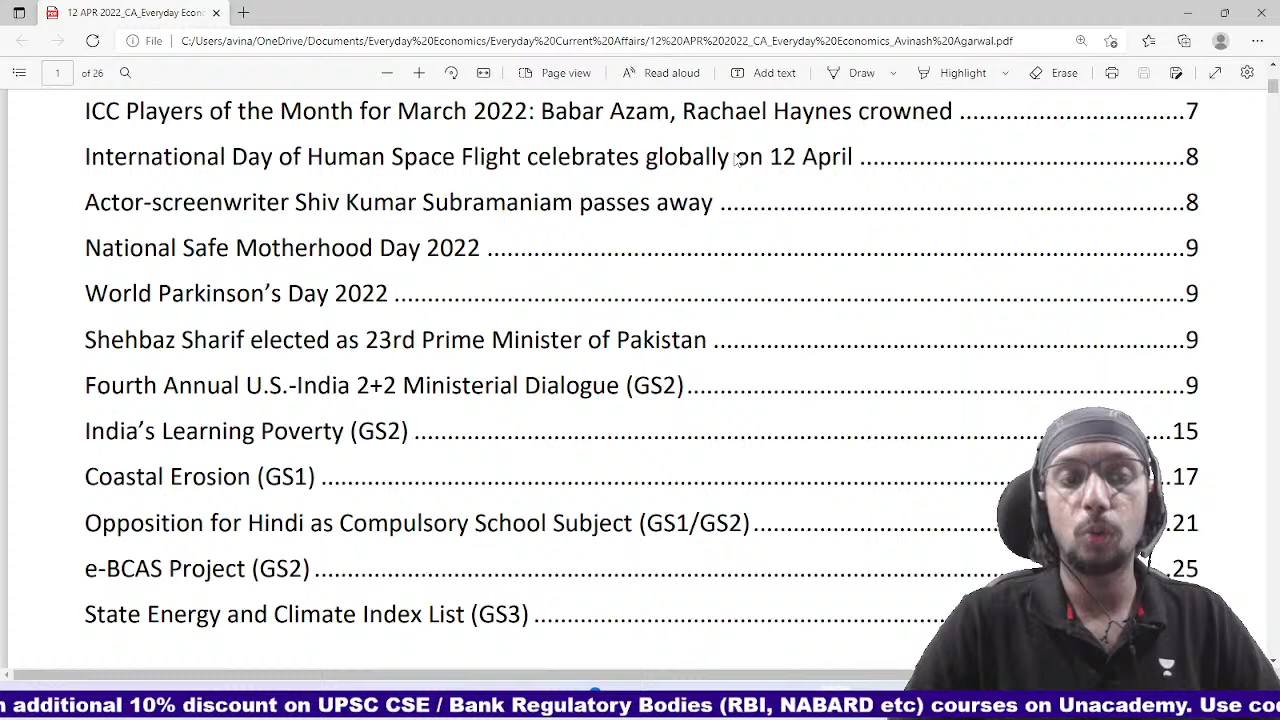 12 APR 2022_CA_Everyday Econ
File
C:/Users/avina/OneDrive/Documents/Everyday%20Economics/Everyday%20Current%20Affairs/12%20APR%202022_CA_Everyday%20Economics_Avinash%20Agarwal.pdf
1 of 26
Page view
Read aloud
Add text
Draw
Highlight
Erase
ICC Players of the Month for March 2022: Babar Azam, Rachael Haynes crowned ........ 7
International Day of Human Space Flight celebrates globally on 12 April ........ 8
Actor-screenwriter Shiv Kumar Subramaniam passes away ........ 8
National Safe Motherhood Day 2022 ........ 9
World Parkinson’s Day 2022 ........ 9
Shehbaz Sharif elected as 23rd Prime Minister of Pakistan ........ 9
Fourth Annual U.S.-India 2+2 Ministerial Dialogue (GS2) ........ 9
India’s Learning Poverty (GS2) ........ 15
Coastal Erosion (GS1) ........ 17
Opposition for Hindi as Compulsory School Subject (GS1/GS2) ........ 21
e-BCAS Project (GS2) ........ 25
State Energy and Climate Index List (GS3) ........
additional 10% discount on UPSC CSE / Bank Regulatory Bodies (RBI, NABARD etc) courses on Unacademy. Use